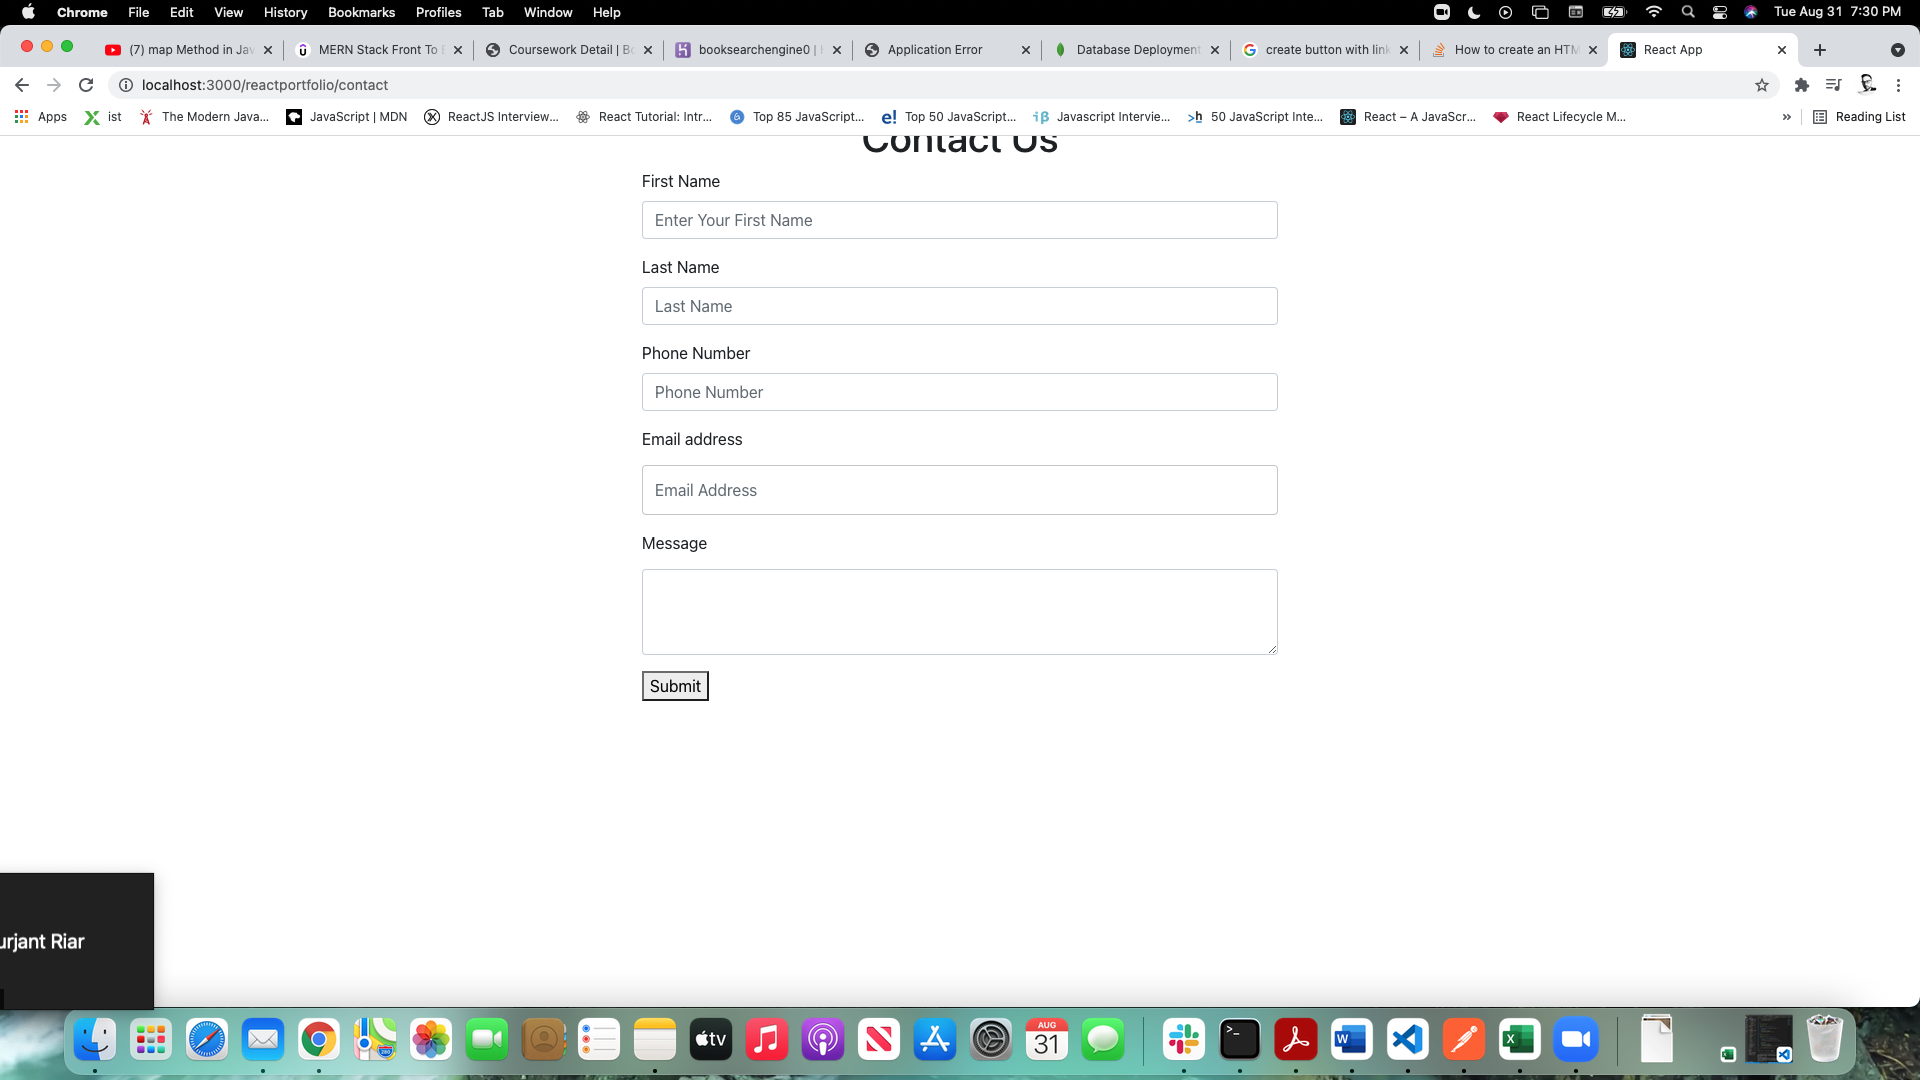 Chrome File Edit View History Bookmarks Profiles Tab Window Help Tue Aug 31 7:30 PM
(7) map Method in Jav MERN Stack Front To Coursework Detail | Bo booksearchengine0 | Application Error Database Deployment create button with link How to create an HTM React App
localhost:3000/reactportfolio/contact
Apps ist The Modern Java... JavaScript | MDN ReactJS Interview... React Tutorial: Intr... Top 85 JavaScript... Top 50 JavaScript... Javascript Intervie... 50 JavaScript Inte... React – A JavaScr... React Lifecycle M... » Reading List
Contact Us
First Name
Enter Your First Name
Last Name
Last Name
Phone Number
Phone Number
Email address
Email Address
Message
Submit
urjant Riar
tv AUG 31